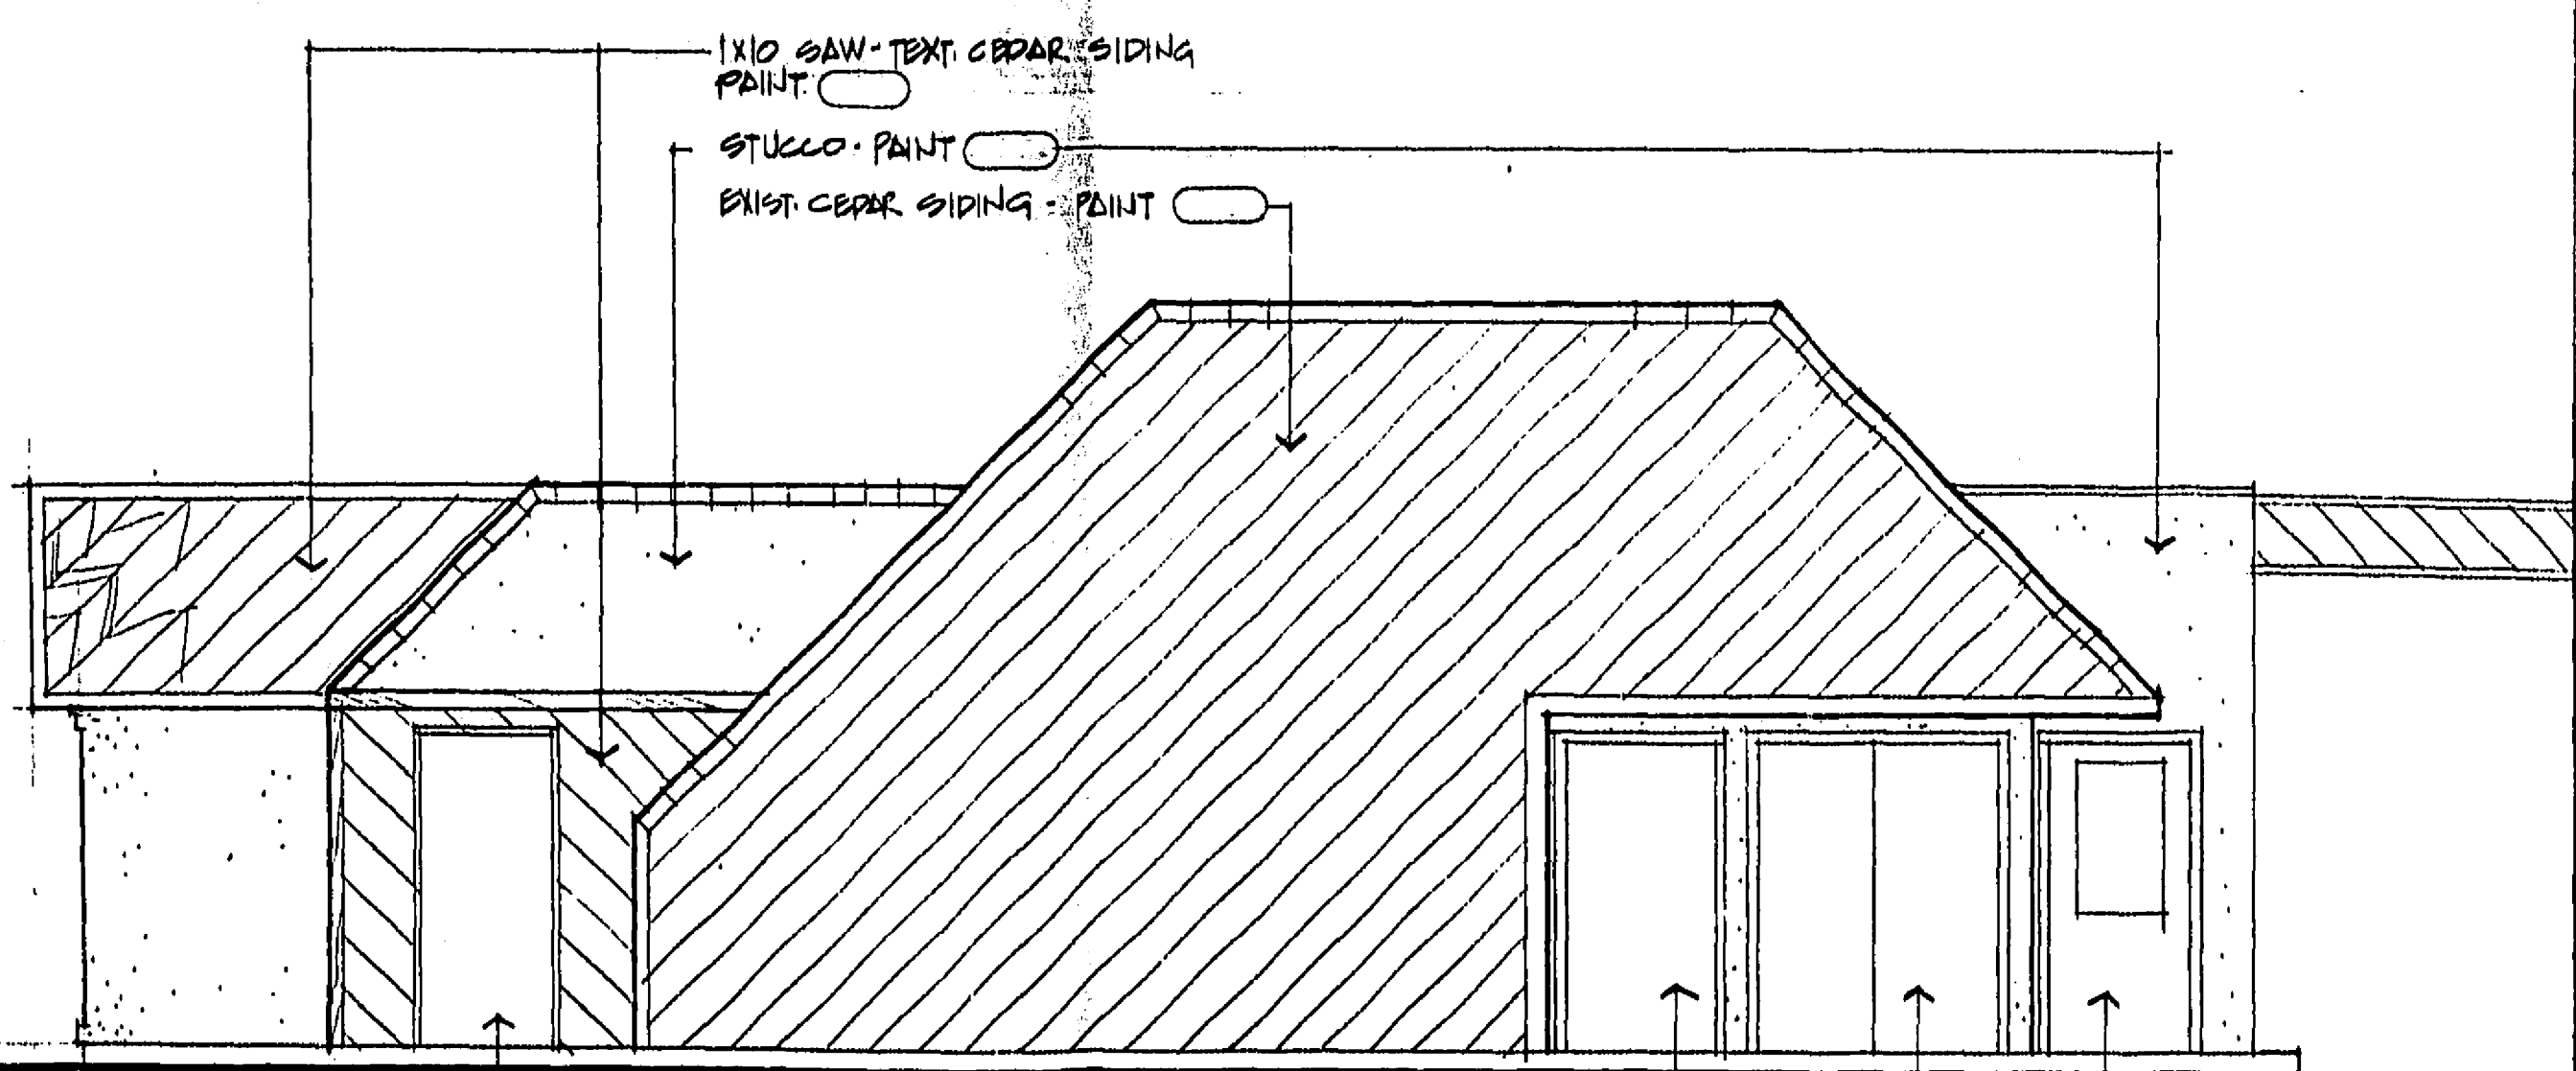 1X10 SAW-TEXT. CEDAR SIDING
PAINT.
STUCCO. PAINT
EXIST. CEDAR SIDING - PAINT